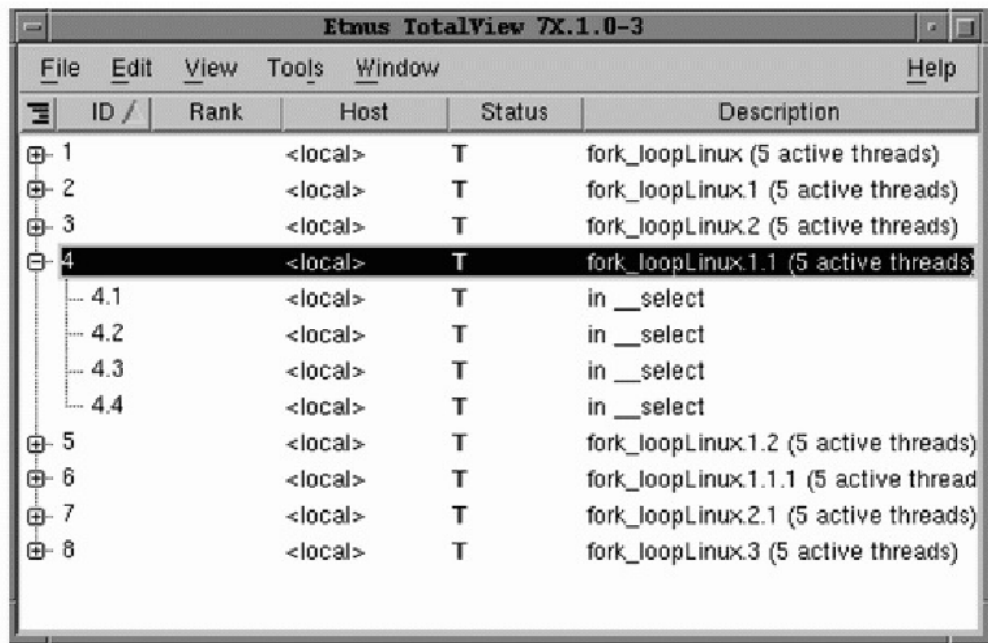 Etnus TotalView 7X.1.0-3
File Edit View Tools Window Help
ID Rank Host Status Description
1 <local> T fork_loopLinux (5 active threads)
2 <local> T fork_loopLinux.1 (5 active threads)
3 <local> T fork_loopLinux.2 (5 active threads)
4 <local> T fork_loopLinux.1.1 (5 active threads)
4.1 <local> T in __select
4.2 <local> T in __select
4.3 <local> T in __select
4.4 <local> T in __select
5 <local> T fork_loopLinux.1.2 (5 active threads)
6 <local> T fork_loopLinux.1.1.1 (5 active thread
7 <local> T fork_loopLinux.2.1 (5 active threads)
8 <local> T fork_loopLinux.3 (5 active threads)